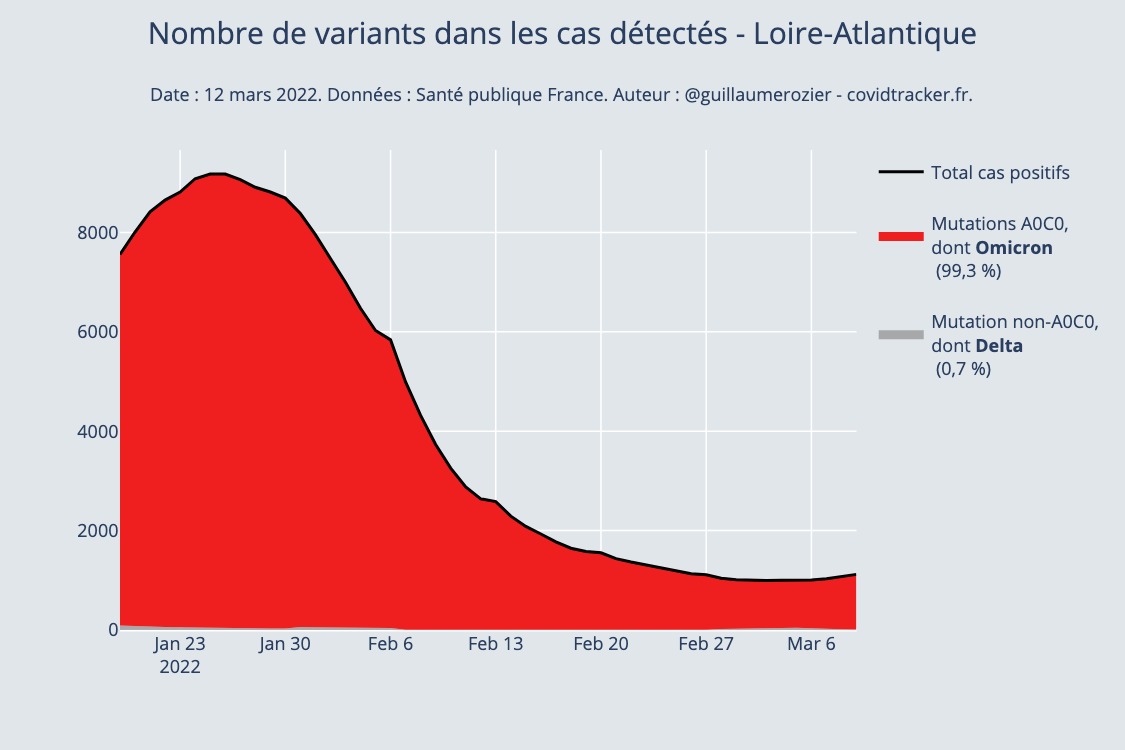 Nombre de variants dans les cas détectés - Loire-Atlantique
Date : 12 mars 2022. Données : Santé publique France. Auteur : @guillaumerozier - covidtracker.fr.
Total cas positifs
Mutations A0C0,
dont Omicron
(99,3 %)
Mutation non-A0C0,
dont Delta
(0,7 %)
8000
6000
4000
2000
0
Jan 23
2022
Jan 30
Feb 6
Feb 13
Feb 20
Feb 27
Mar 6